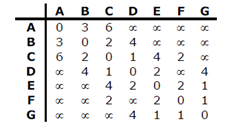 A B C D E F G
A 0 3 6 ∝ ∝ ∝ ∝
B 3 0 2 4 ∝ ∝ ∝
C 6 2 0 1 4 2 ∝
D ∝ 4 1 0 2 ∝ 4
E ∝ ∝ 4 2 0 2 1
F ∝ ∝ 2 ∝ 2 0 1
G ∝ ∝ ∝ 4 1 1 0